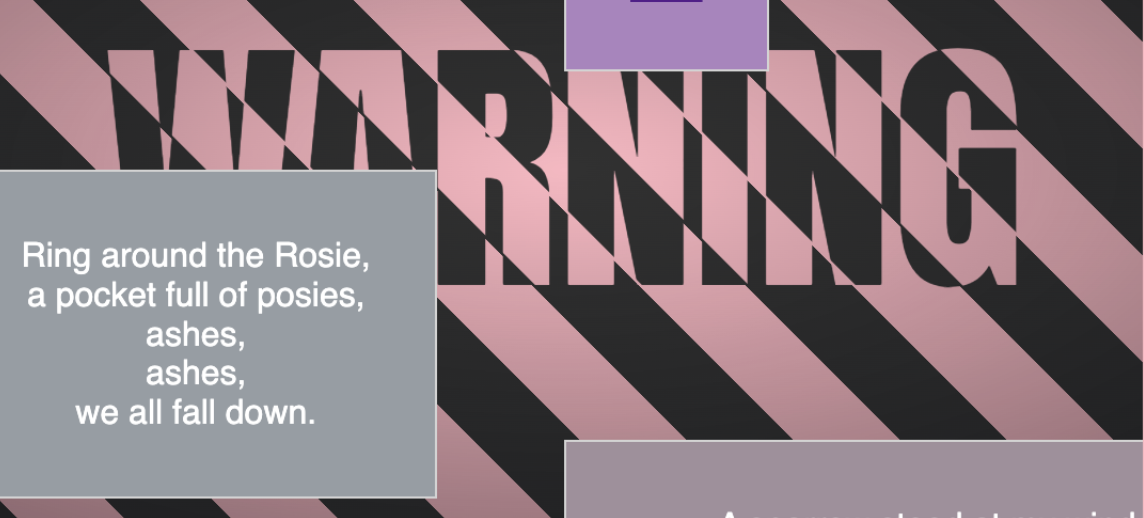 WARNING
Ring around the Rosie,
a pocket full of posies,
ashes,
ashes,
we all fall down.